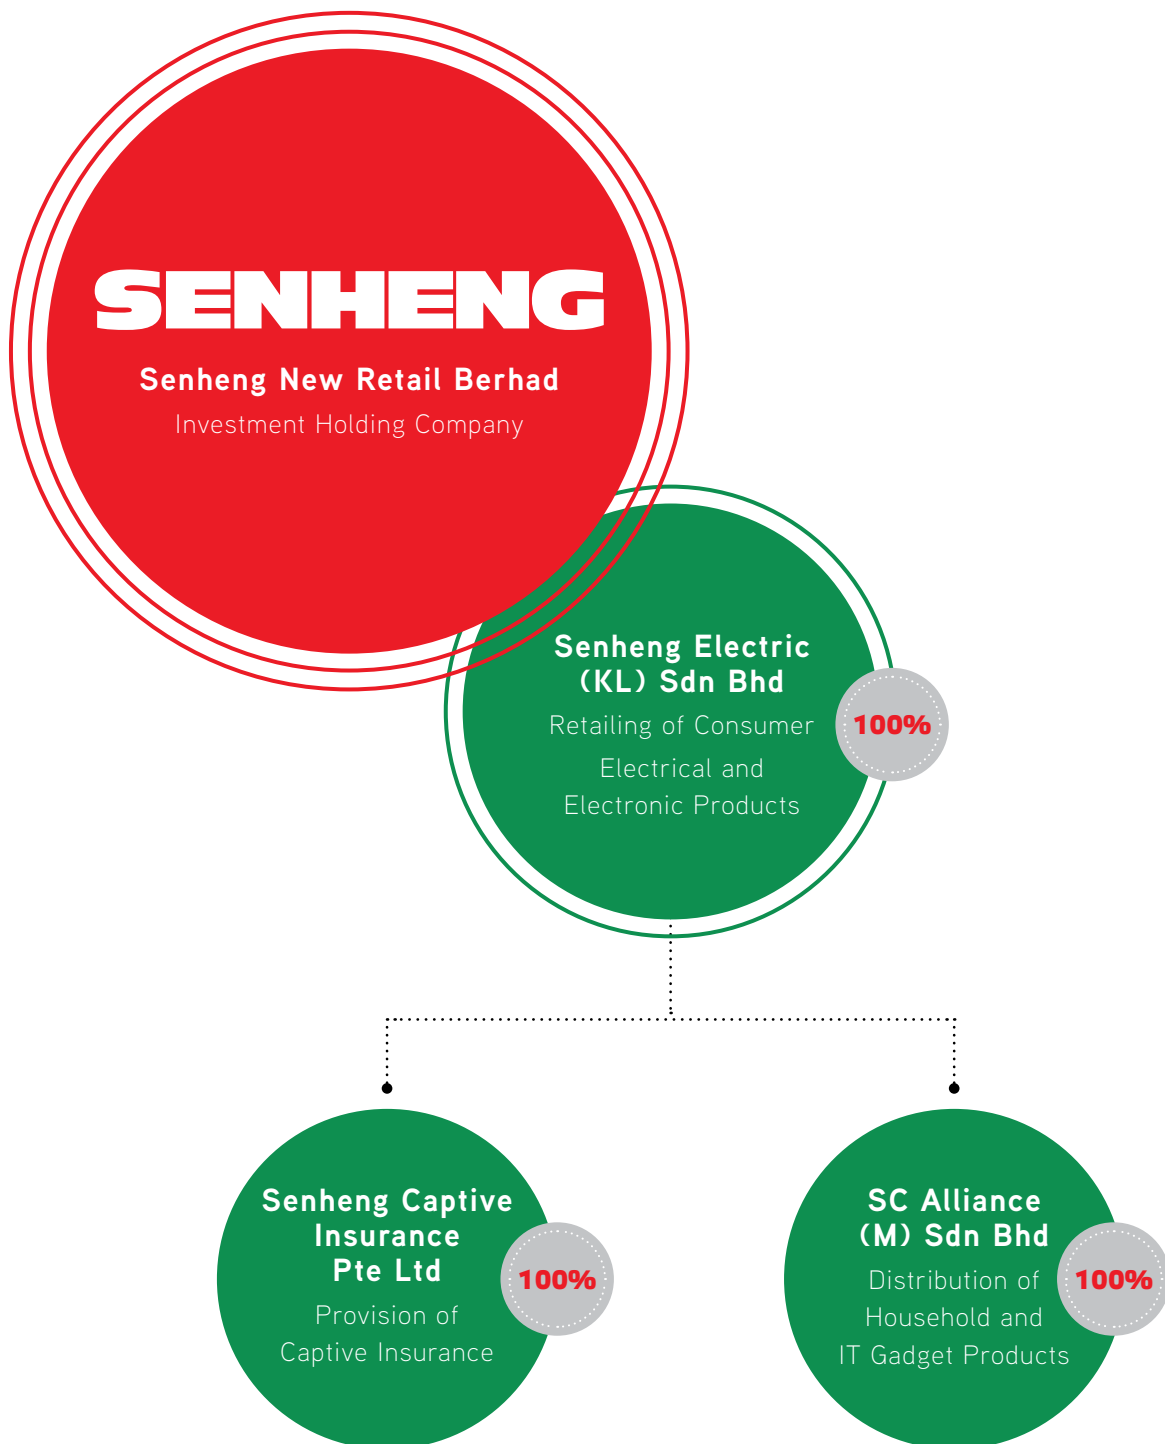 SENHENG
Senheng New Retail Berhad
Investment Holding Company
Senheng Electric
(KL) Sdn Bhd
Retailing of Consumer
Electrical and
Electronic Products
100%
Senheng Captive
Insurance
Pte Ltd
Provision of
Captive Insurance
100%
SC Alliance
(M) Sdn Bhd
Distribution of
Household and
IT Gadget Products
100%